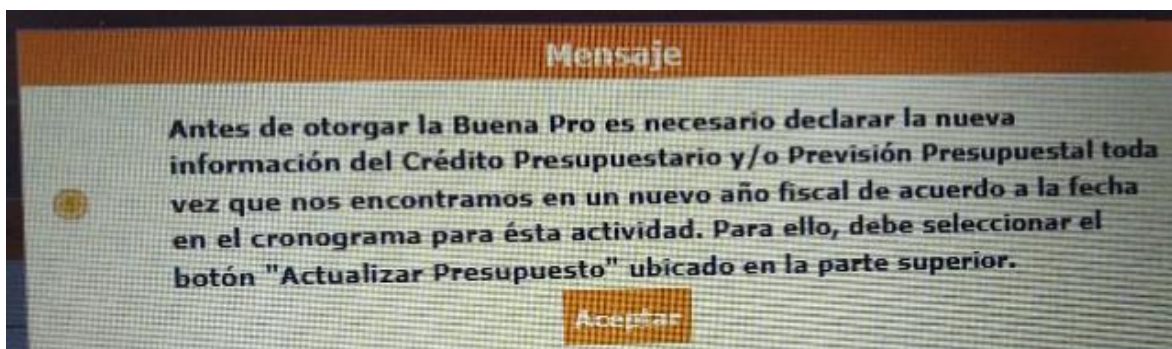 Mensaje
Antes de otorgar la Buena Pro es necesario declarar la nueva
información del Crédito Presupuestario y/o Previsión Presupuestal toda
vez que nos encontramos en un nuevo año fiscal de acuerdo a la fecha
en el cronograma para ésta actividad. Para ello, debe seleccionar el
botón "Actualizar Presupuesto" ubicado en la parte superior.
Aceptar